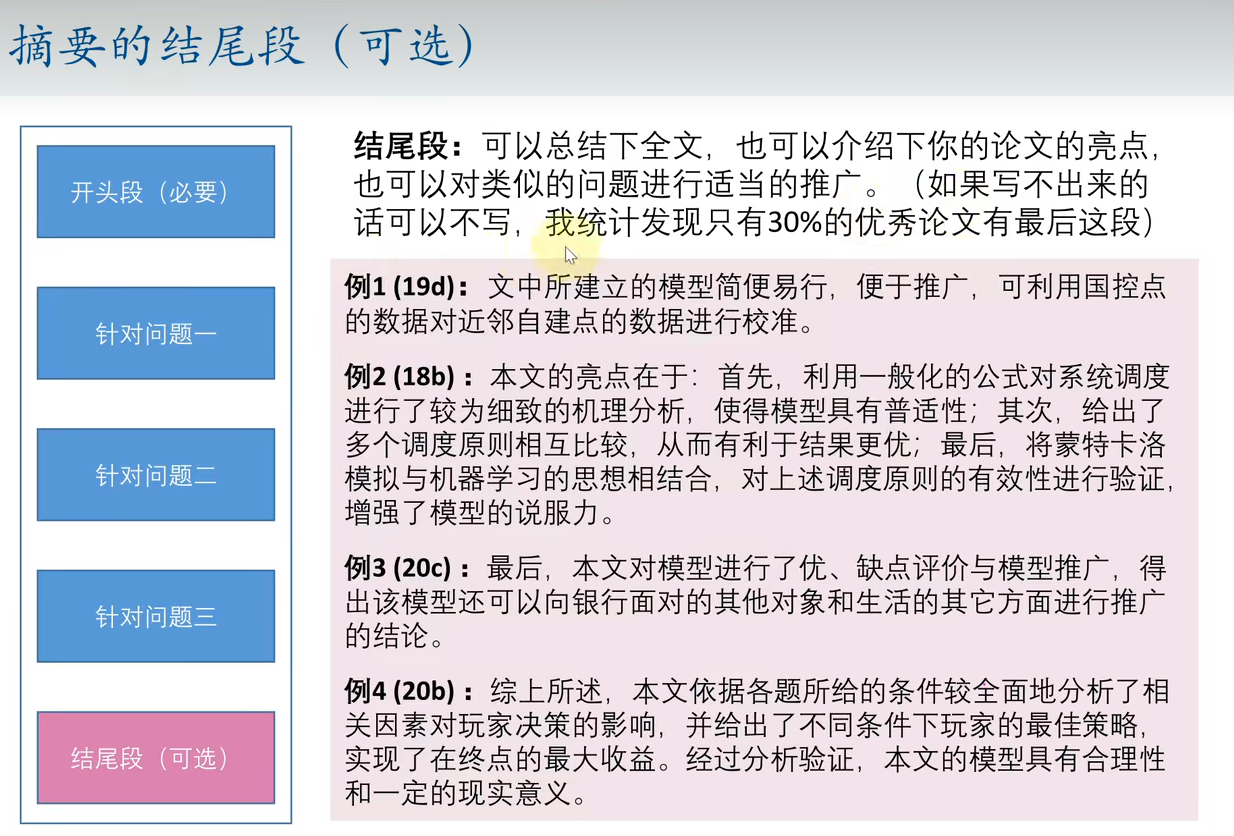 摘要的结尾段（可选）
开头段（必要）
针对问题一
针对问题二
针对问题三
结尾段（可选）
结尾段：可以总结下全文，也可以介绍下你的论文的亮点，
也可以对类似的问题进行适当的推广。（如果写不出来的
话可以不写，我统计发现只有30%的优秀论文有最后这段）
例1 (19d)：文中所建立的模型简便易行，便于推广，可利用国控点
的数据对近邻自建点的数据进行校准。
例2 (18b)：本文的亮点在于：首先，利用一般化的公式对系统调度
进行了较为细致的机理分析，使得模型具有普适性；其次，给出了
多个调度原则相互比较，从而有利于结果更优；最后，将蒙特卡洛
模拟与机器学习的思想相结合，对上述调度原则的有效性进行验证，
增强了模型的说服力。
例3 (20c)：最后，本文对模型进行了优、缺点评价与模型推广，得
出该模型还可以向银行面对的其他对象和生活的其它方面进行推广
的结论。
例4 (20b)：综上所述，本文依据各题所给的条件较全面地分析了相
关因素对玩家决策的影响，并给出了不同条件下玩家的最佳策略，
实现了在终点的最大收益。经过分析验证，本文的模型具有合理性
和一定的现实意义。